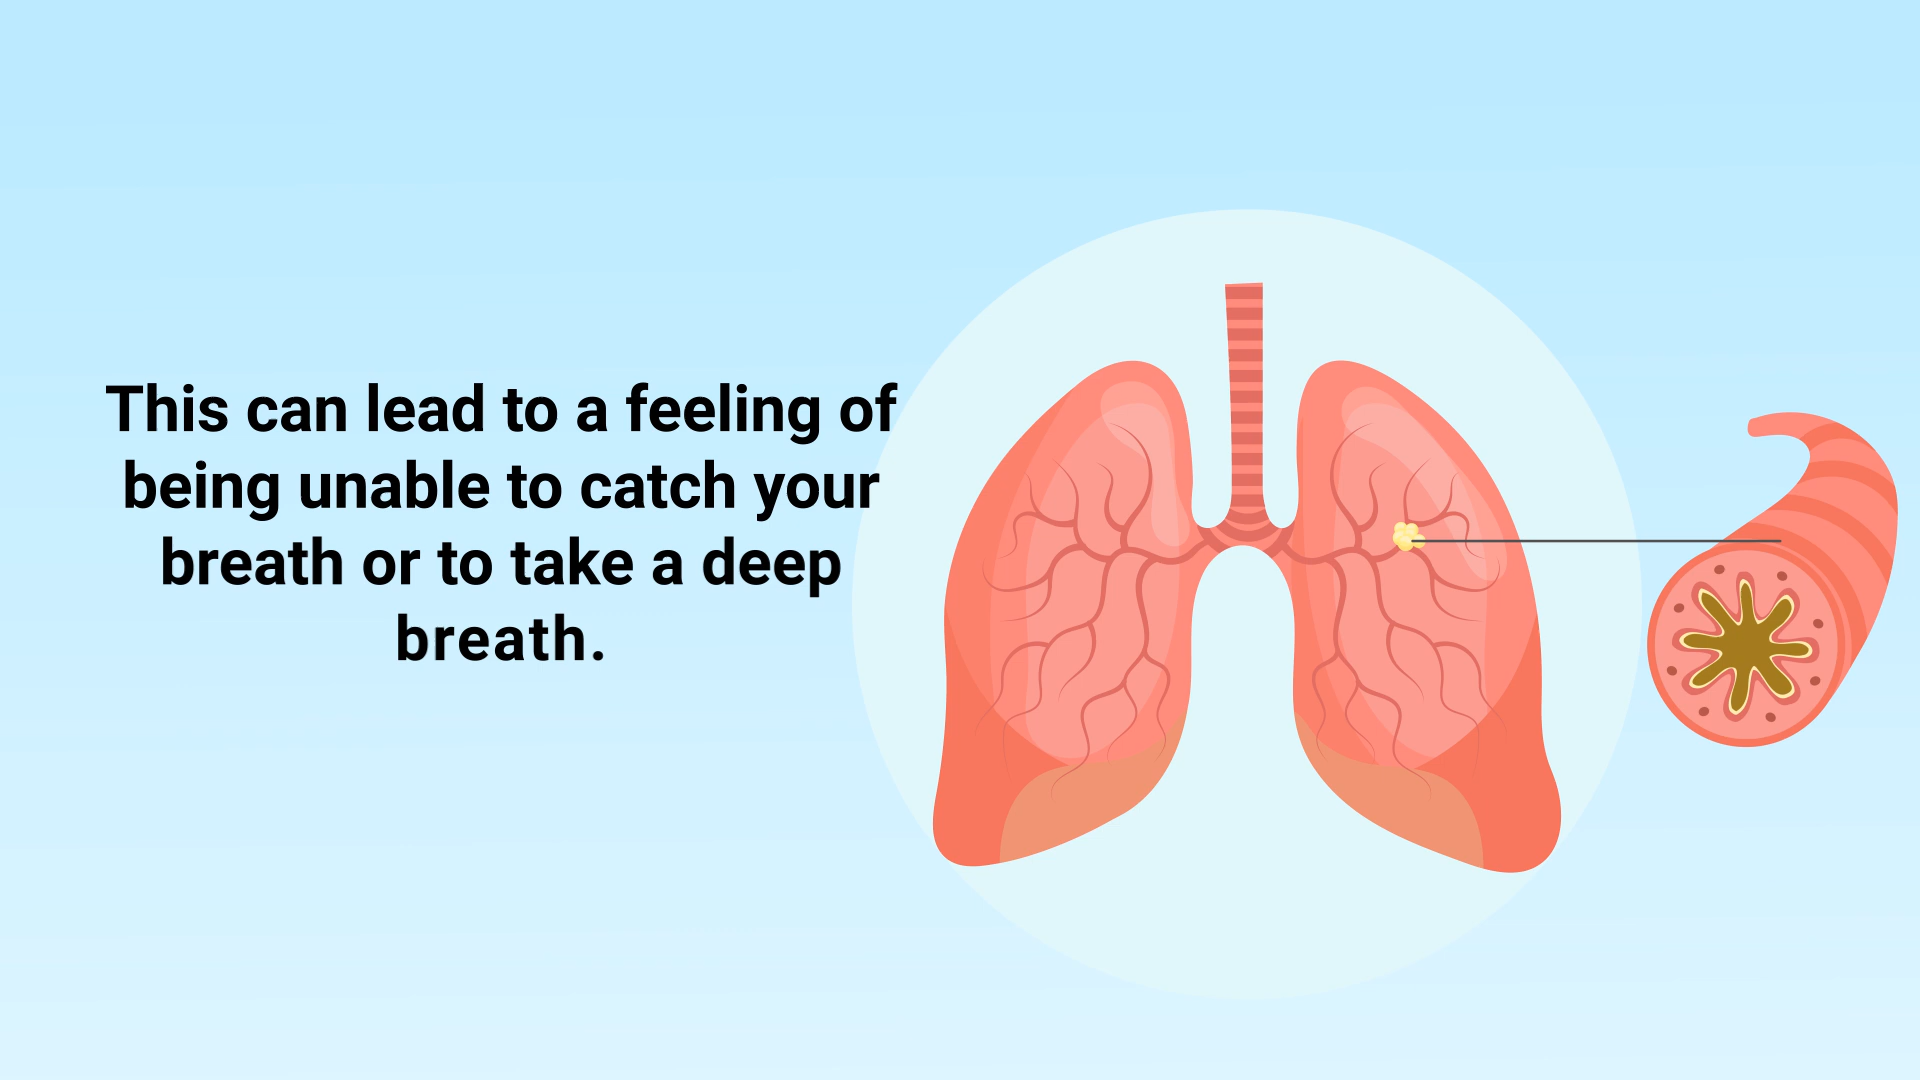 This can lead to a feeling of
being unable to catch your
breath or to take a deep
breath.